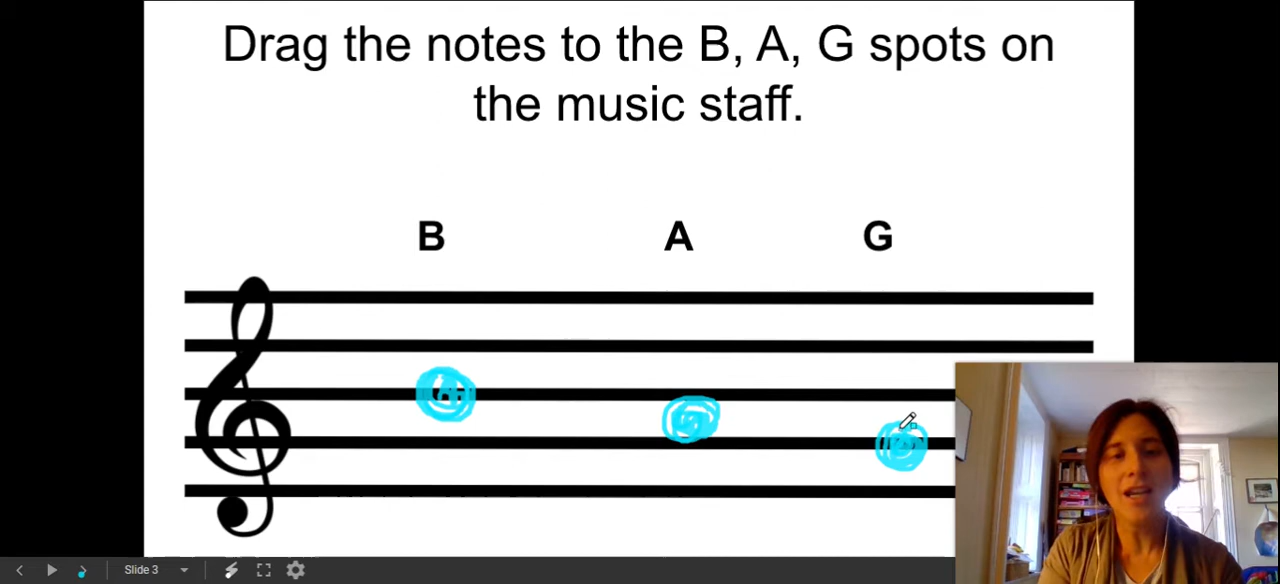 Drag the notes to the B, A, G spots on
the music staff.
B A G
Slide 3